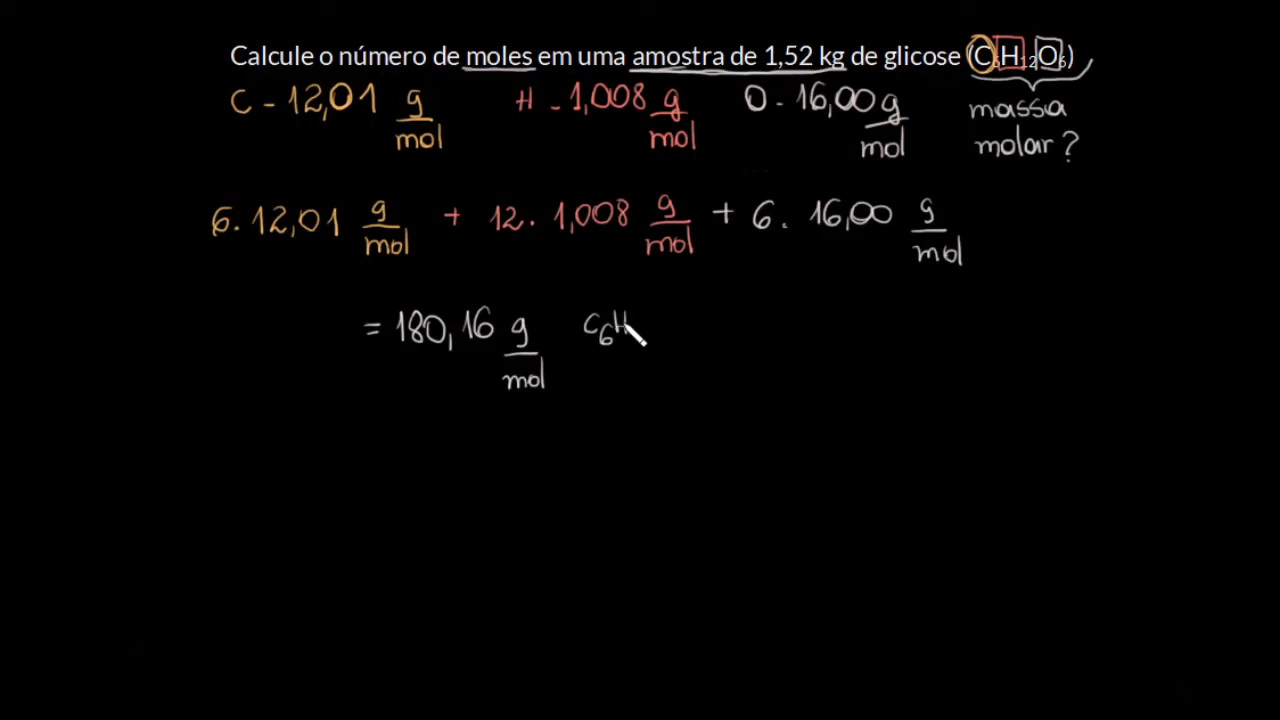 Calcule o número de moles em uma amostra de 1,52 kg de glicose (C₆H₁₂O₆)
C - 12,01 g/mol H - 1,008 g/mol O - 16,00 g/mol massa molar ?
6. 12,01 g/mol + 12. 1,008 g/mol + 6. 16,00 g/mol
= 180,16 g/mol C₆H